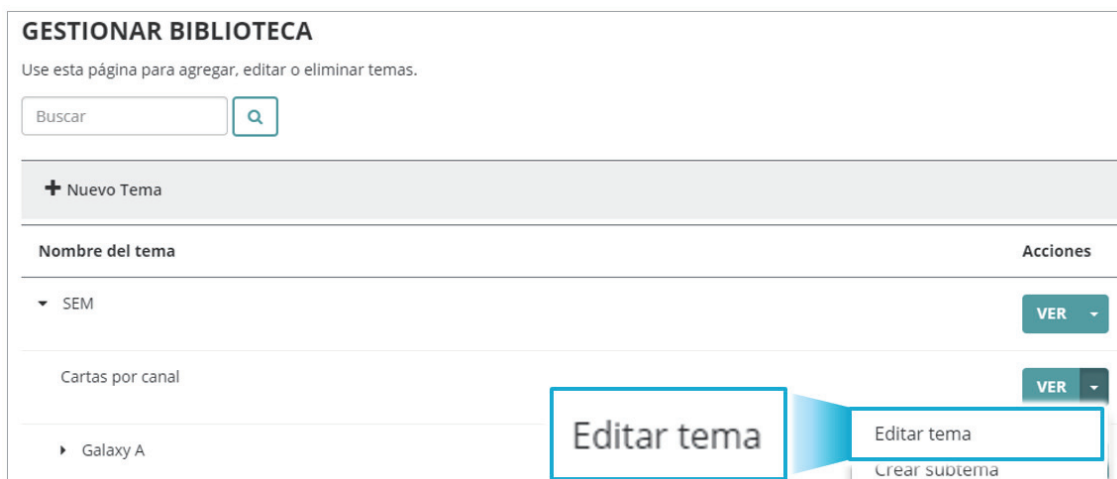 GESTIONAR BIBLIOTECA
Use esta página para agregar, editar o eliminar temas.
Buscar
Nuevo Tema
Nombre del tema Acciones
SEM VER
Cartas por canal VER
Editar tema Editar tema
Galaxy A
Crear subtema